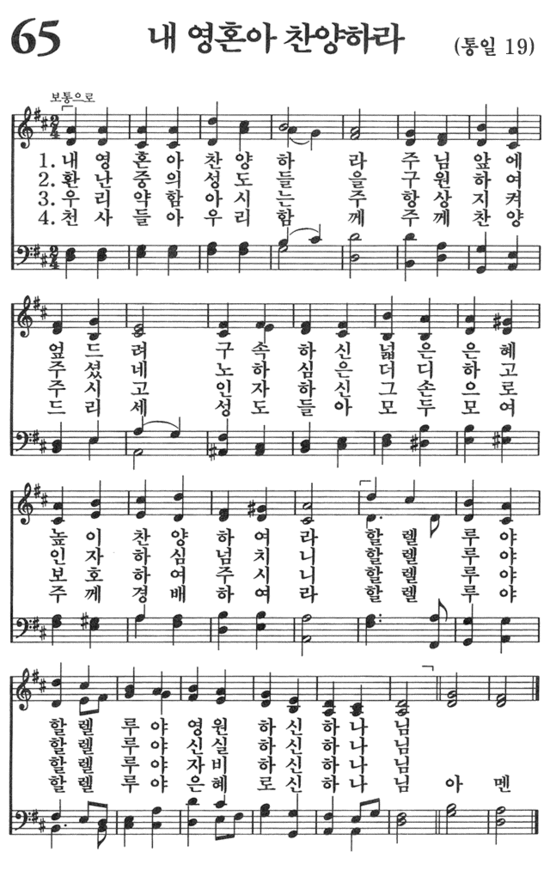 65 내 영혼아 찬양하라 (통일 19)
보통으로
1. 내 영 혼 아 찬 양 하 라 주 님 앞 에
2. 환 난 중 의 성 도 들 을 구 원 하 여
3. 우 리 약 함 아 시 는 주 항 상 지 켜
4. 천 사 들 아 우 리 함 께 주 께 찬 양
엎 드 려 구 속 하 신 넓 은 은 혜
주 셨 네 노 하 심 은 더 디 하 고
주 시 고 인 자 하 신 그 손 으 로
드 리 세 성 도 들 아 모 두 모 여
높 이 찬 양 하 여 라 할 렐 루 야
인 자 하 심 넘 치 니 할 렐 루 야
보 호 하 여 주 시 니 할 렐 루 야
주 께 경 배 하 여 라 할 렐 루 야
할 렐 루 야 영 원 하 신 하 나 님
할 렐 루 야 신 실 하 신 하 나 님
할 렐 루 야 자 비 하 신 하 나 님
할 렐 루 야 은 혜 로 신 하 나 님 아 멘